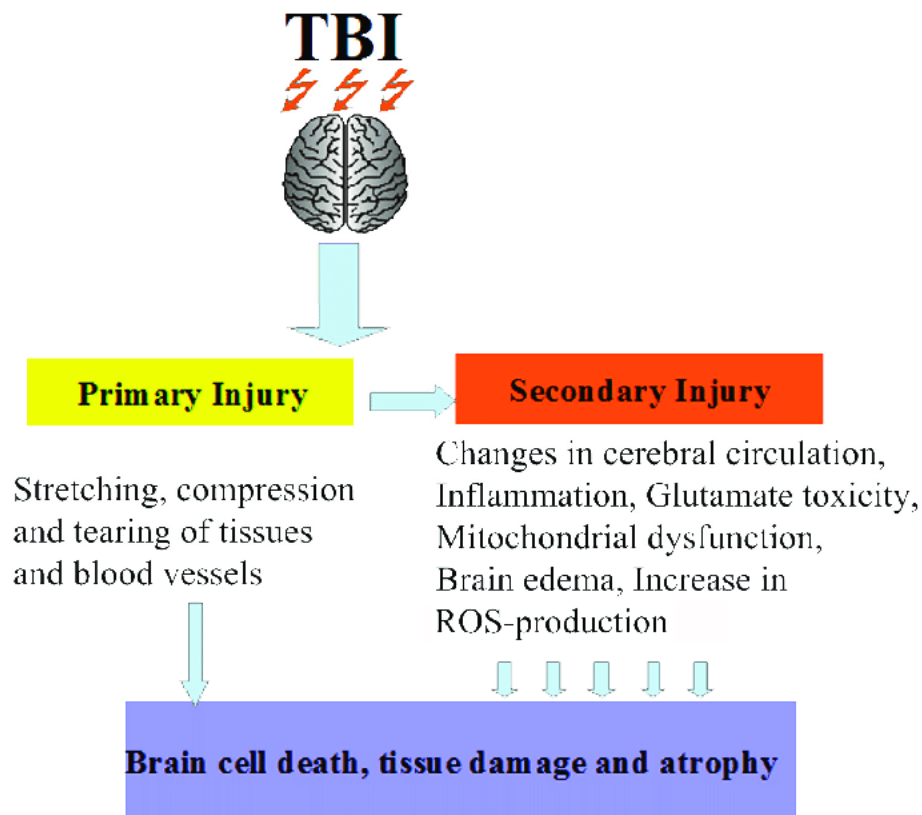 TBI
Primary Injury
Secondary Injury
Stretching, compression
and tearing of tissues
and blood vessels
Changes in cerebral circulation,
Inflammation, Glutamate toxicity,
Mitochondrial dysfunction,
Brain edema, Increase in
ROS-production
Brain cell death, tissue damage and atrophy